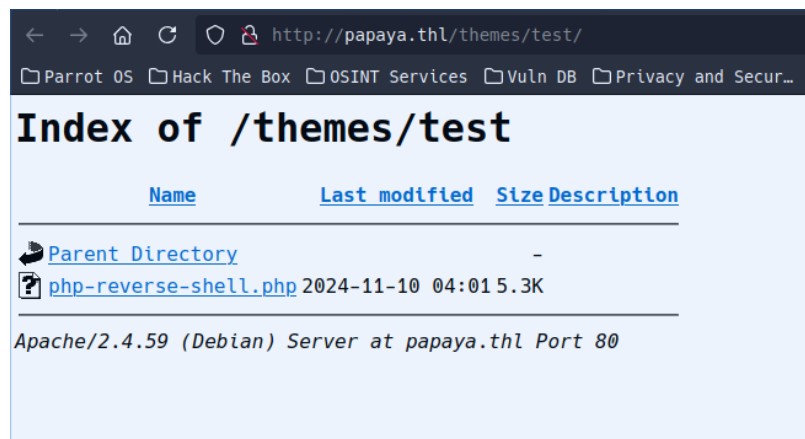 http://papaya.thl/themes/test/
Parrot OS Hack The Box OSINT Services Vuln DB Privacy and Secur…
Index of /themes/test
Name Last modified Size Description
Parent Directory -
php-reverse-shell.php 2024-11-10 04:01 5.3K
Apache/2.4.59 (Debian) Server at papaya.thl Port 80